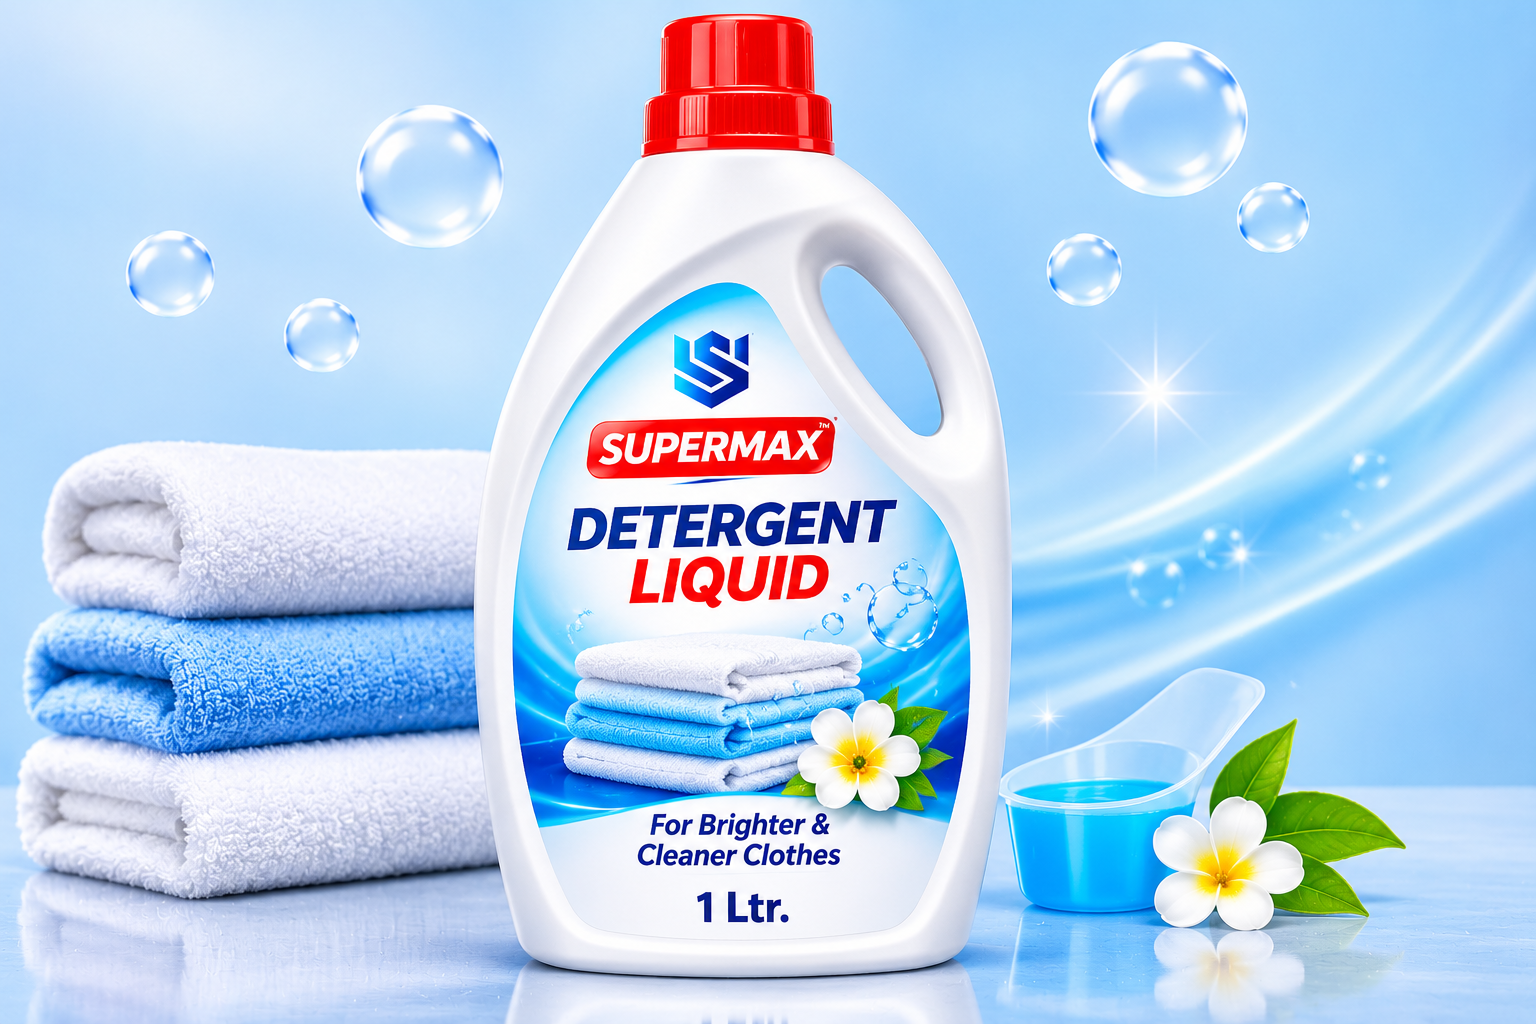 SUPERMAX™
DETERGENT
LIQUID
For Brighter &
Cleaner Clothes
1 Ltr.